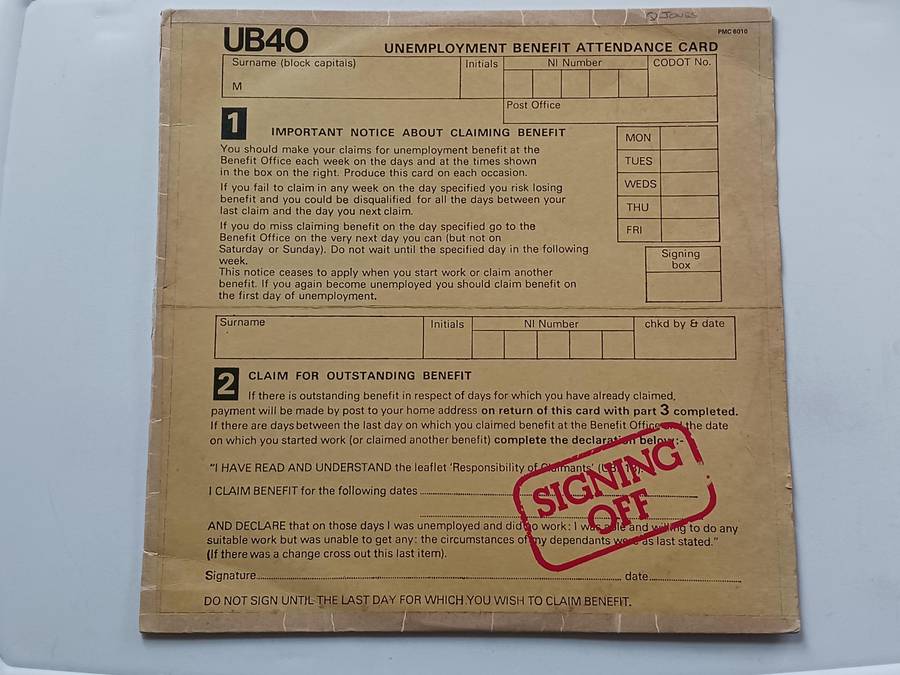 Q JONES
PMC 6010
UB40
UNEMPLOYMENT BENEFIT ATTENDANCE CARD
Surname (block capitals) Initials NI Number CODOT No.
M
Post Office
1 IMPORTANT NOTICE ABOUT CLAIMING BENEFIT
You should make your claims for unemployment benefit at the
Benefit Office each week on the days and at the times shown
in the box on the right. Produce this card on each occasion.
If you fail to claim in any week on the day specified you risk losing
benefit and you could be disqualified for all the days between your
last claim and the day you next claim.
If you do miss claiming benefit on the day specified go to the
Benefit Office on the very next day you can (but not on
Saturday or Sunday). Do not wait until the specified day in the following
week.
This notice ceases to apply when you start work or claim another
benefit. If you again become unemployed you should claim benefit on
the first day of unemployment.
MON
TUES
WEDS
THU
FRI
Signing
box
Surname Initials NI Number chkd by & date
2 CLAIM FOR OUTSTANDING BENEFIT
If there is outstanding benefit in respect of days for which you have already claimed,
payment will be made by post to your home address on return of this card with part 3 completed.
If there are days between the last day on which you claimed benefit at the Benefit Office and the date
on which you started work (or claimed another benefit) complete the declaration below:-
"I HAVE READ AND UNDERSTAND the leaflet 'Responsibility of Claimants'
I CLAIM BENEFIT for the following dates
AND DECLARE that on those days I was unemployed and did no work: I was able and willing to do any
suitable work but was unable to get any: the circumstances of my dependants were as last stated."
(If there was a change cross out this last item).
SIGNING
OFF
Signature date
DO NOT SIGN UNTIL THE LAST DAY FOR WHICH YOU WISH TO CLAIM BENEFIT.